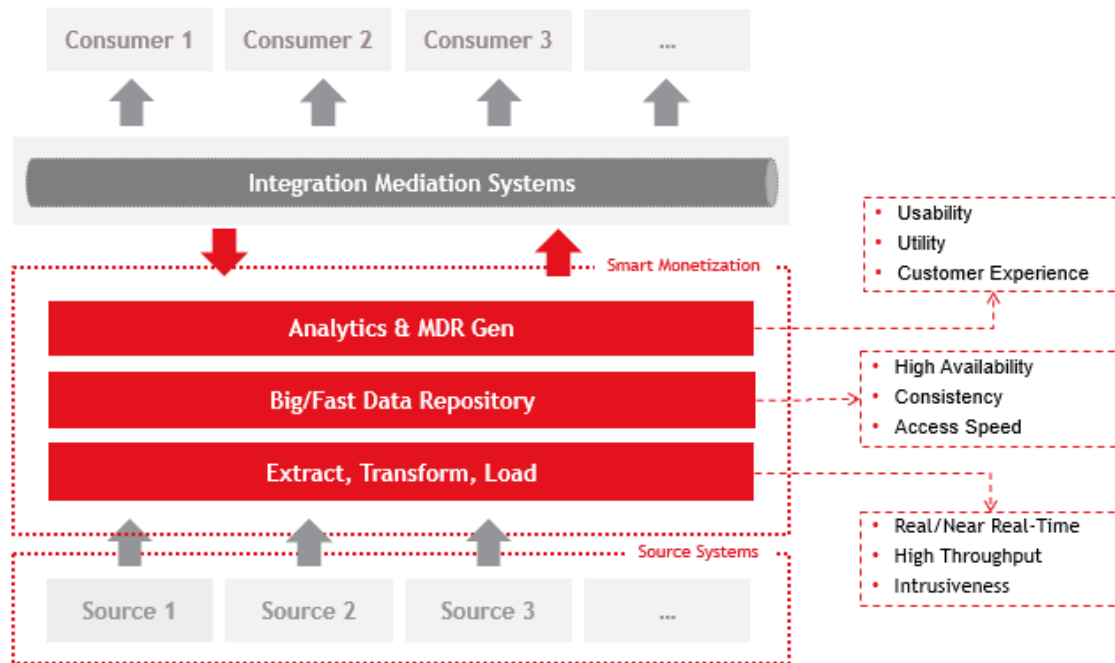 Consumer 1
Consumer 2
Consumer 3
...
Integration Mediation Systems
Smart Monetization
Analytics & MDR Gen
Big/Fast Data Repository
Extract, Transform, Load
• Usability
• Utility
• Customer Experience
• High Availability
• Consistency
• Access Speed
• Real/Near Real-Time
• High Throughput
• Intrusiveness
Source Systems
Source 1
Source 2
Source 3
...